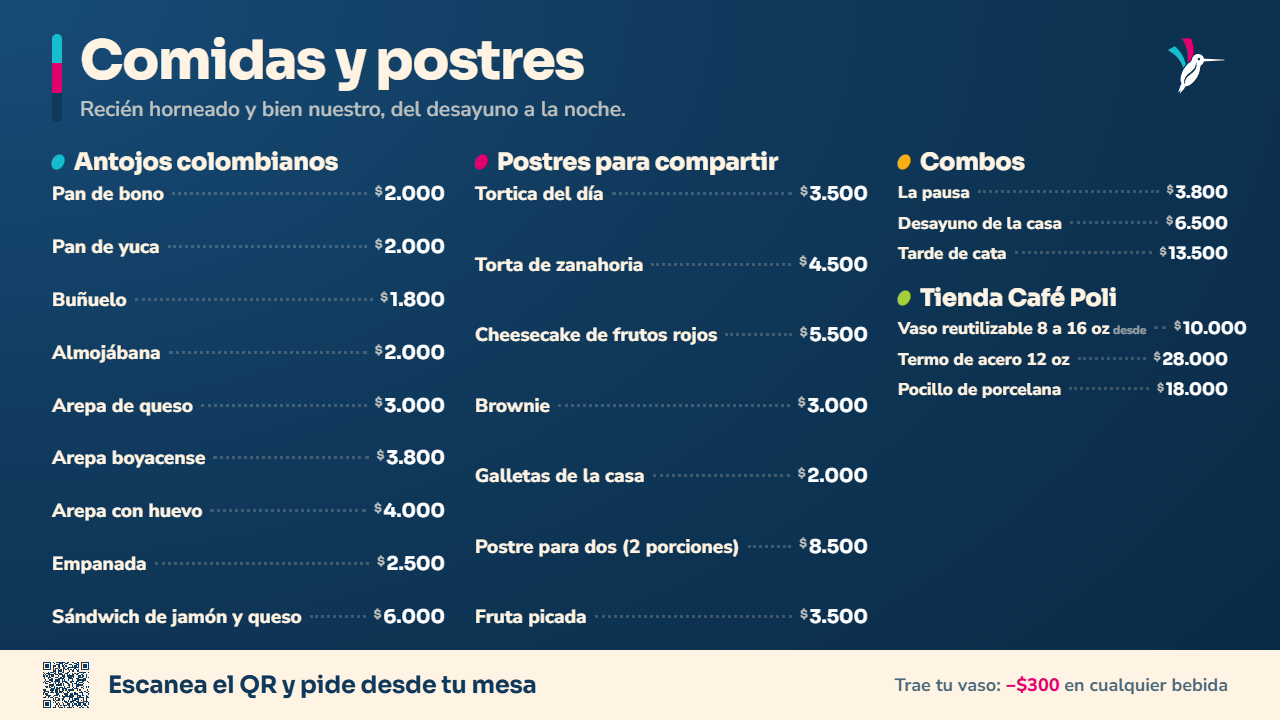 Comidas y postres
Recién horneado y bien nuestro, del desayuno a la noche.
Antojos colombianos
Pan de bono $2.000
Pan de yuca $2.000
Buñuelo $1.800
Almojábana $2.000
Arepa de queso $3.000
Arepa boyacense $3.800
Arepa con huevo $4.000
Empanada $2.500
Sándwich de jamón y queso $6.000
Postres para compartir
Tortica del día $3.500
Torta de zanahoria $4.500
Cheesecake de frutos rojos $5.500
Brownie $3.000
Galletas de la casa $2.000
Postre para dos (2 porciones) $8.500
Fruta picada $3.500
Combos
La pausa $3.800
Desayuno de la casa $6.500
Tarde de cata $13.500
Tienda Café Poli
Vaso reutilizable 8 a 16 oz desde $10.000
Termo de acero 12 oz $28.000
Pocillo de porcelana $18.000
Escanea el QR y pide desde tu mesa
Trae tu vaso: −$300 en cualquier bebida